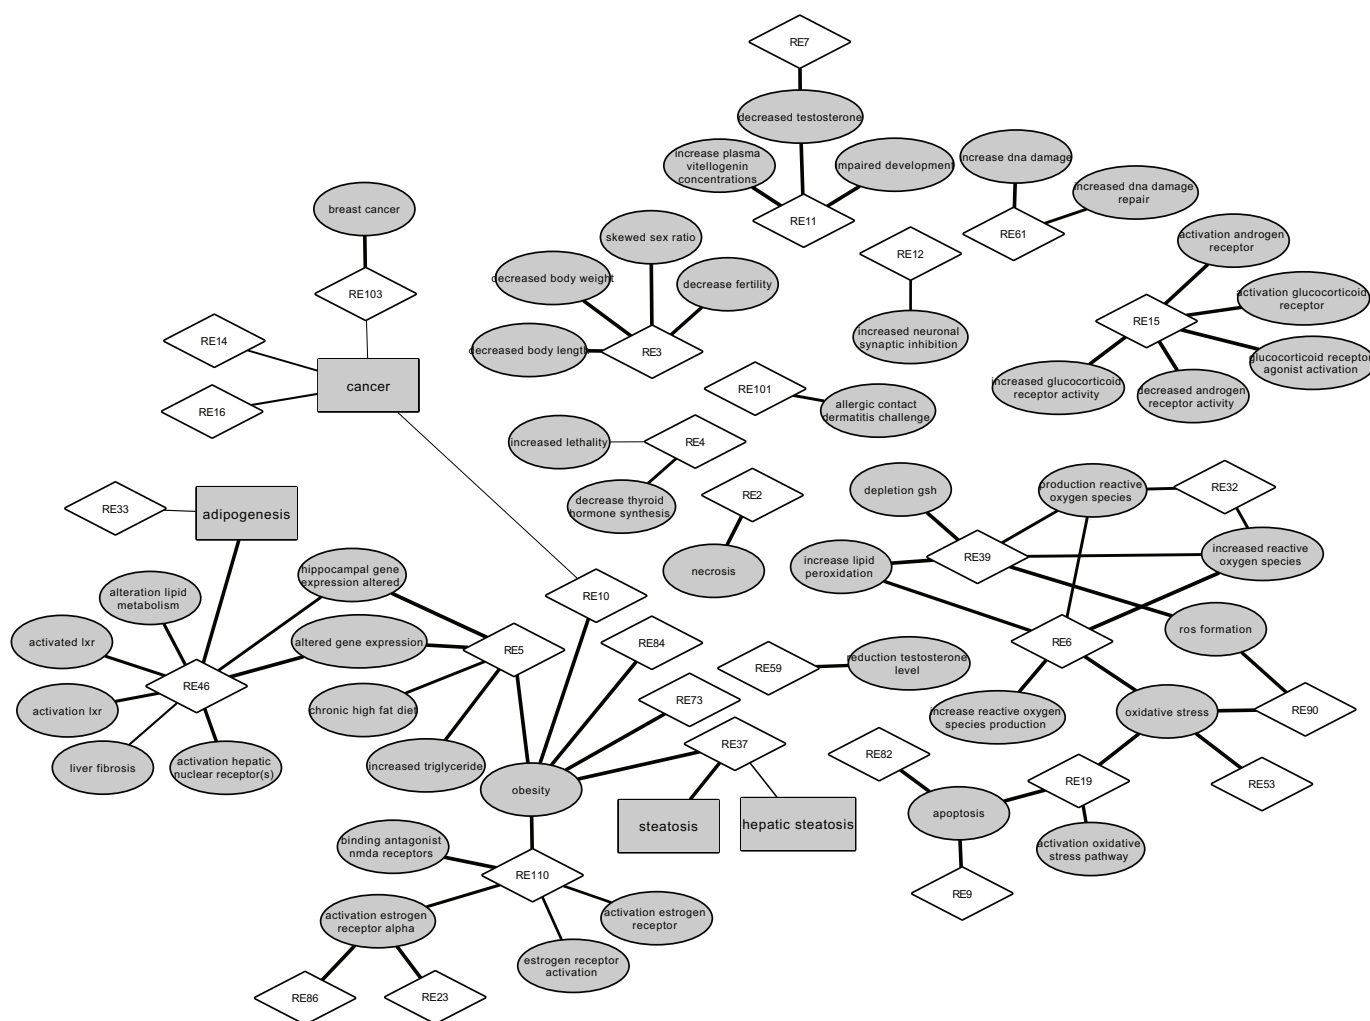 RE7
decreased testosterone
increase plasma
vitellogenin
concentrations
impaired development
ncrease dna damage
increased dna damage
repair
breast cancer
RE11
RE61
skewed sex ratio
activation androgen
receptor
RE12
decreased body weight
decrease fertility
RE103
activation glucocorticoid
receptor
RE15
RE14
increased neuronal
synaptic inhibition
decreased body length
RE3
glucocorticoid receptor
agonist activation
cancer
RE101
increased glucocorticoid
receptor activity
decreased androgen
receptor activity
RE16
allergic contact
dermatitis challenge
increased lethality
RE4
depletion gsh
production reactive
oxygen species
RE32
RE2
decrease thyroid
hormone synthesis
RE33
adipogenesis
RE39
increased reactive
oxygen species
increase lipid
peroxidation
necrosis
hippocampal gene
expression altered
alteration lipid
metabolism
RE10
ros formation
activated lxr
altered gene expression
RE5
RE84
RE6
RE59
reduction testosterone
level
RE46
RE73
activation lxr
chronic high fat diet
increase reactive oxygen
species production
oxidative stress
RE90
RE37
RE82
liver fibrosis
activation hepatic
nuclear receptor(s)
increased triglyceride
RE19
RE53
obesity
steatosis
hepatic steatosis
apoptosis
binding antagonist
nmda receptors
activation oxidative
stress pathway
RE110
RE9
activation estrogen
receptor alpha
activation estrogen
receptor
estrogen receptor
activation
RE86
RE23